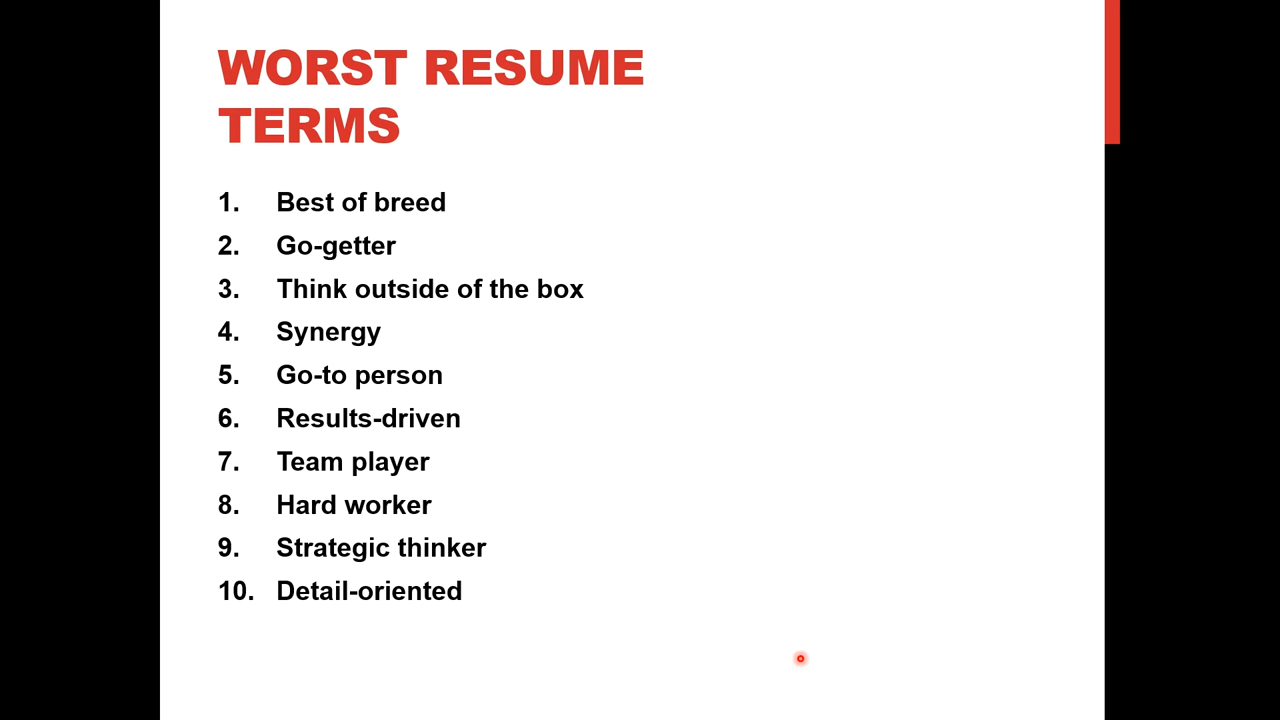 WORST RESUME
TERMS
1. Best of breed
2. Go-getter
3. Think outside of the box
4. Synergy
5. Go-to person
6. Results-driven
7. Team player
8. Hard worker
9. Strategic thinker
10. Detail-oriented